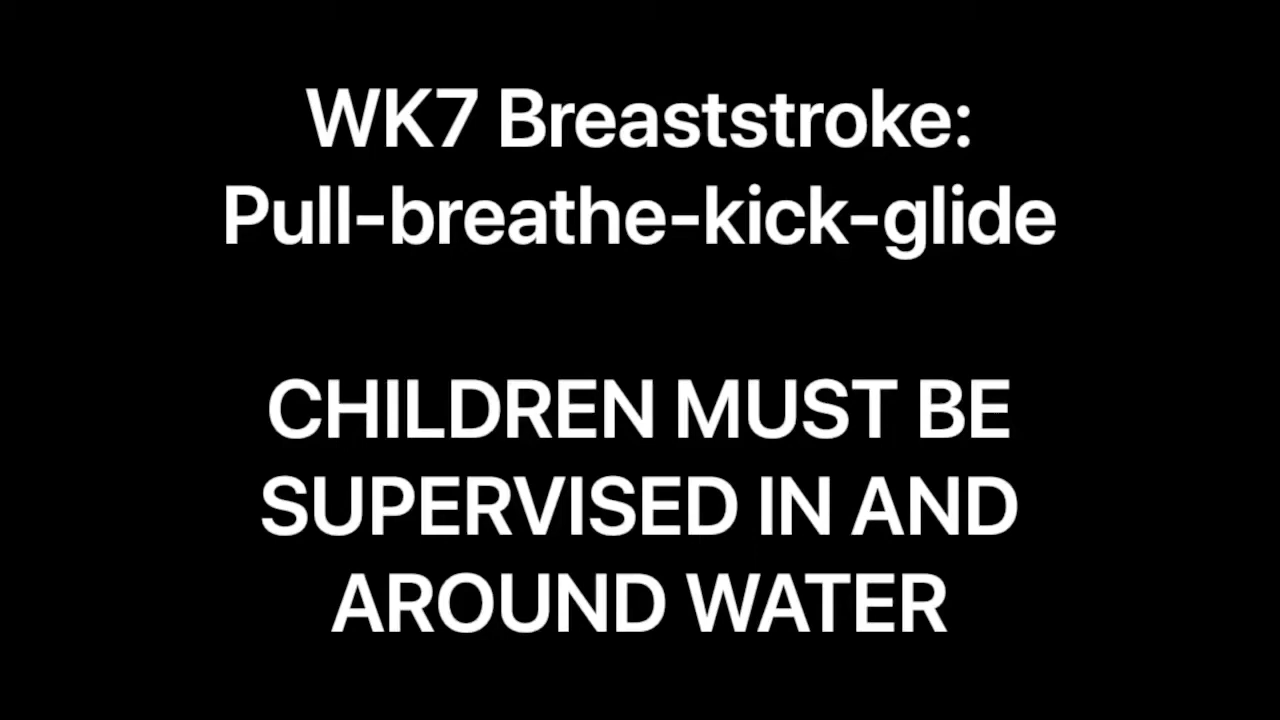 WK7 Breaststroke:
Pull-breathe-kick-glide
CHILDREN MUST BE
SUPERVISED IN AND
AROUND WATER